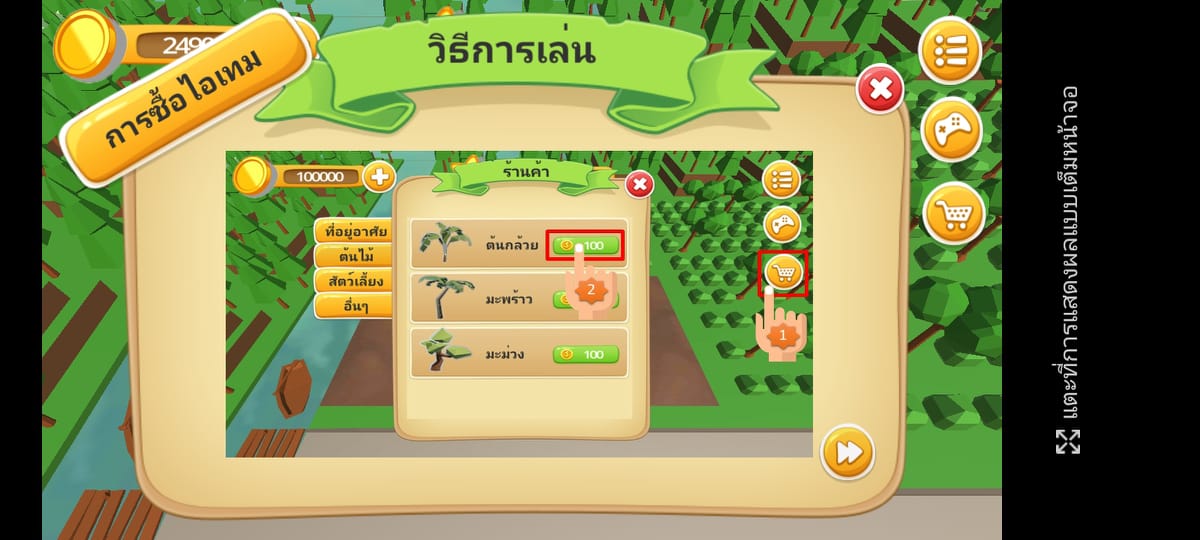 วิธีการเล่น
การซื้อไอเทม
100000
ร้านค้า
ที่อยู่อาศัย
ต้นไม้
สัตว์เลี้ยง
อื่นๆ
ต้นกล้วย
100
มะพร้าว
มะม่วง
100
2
1
แตะที่การแสดงผลแบบเต็มหน้าจอ